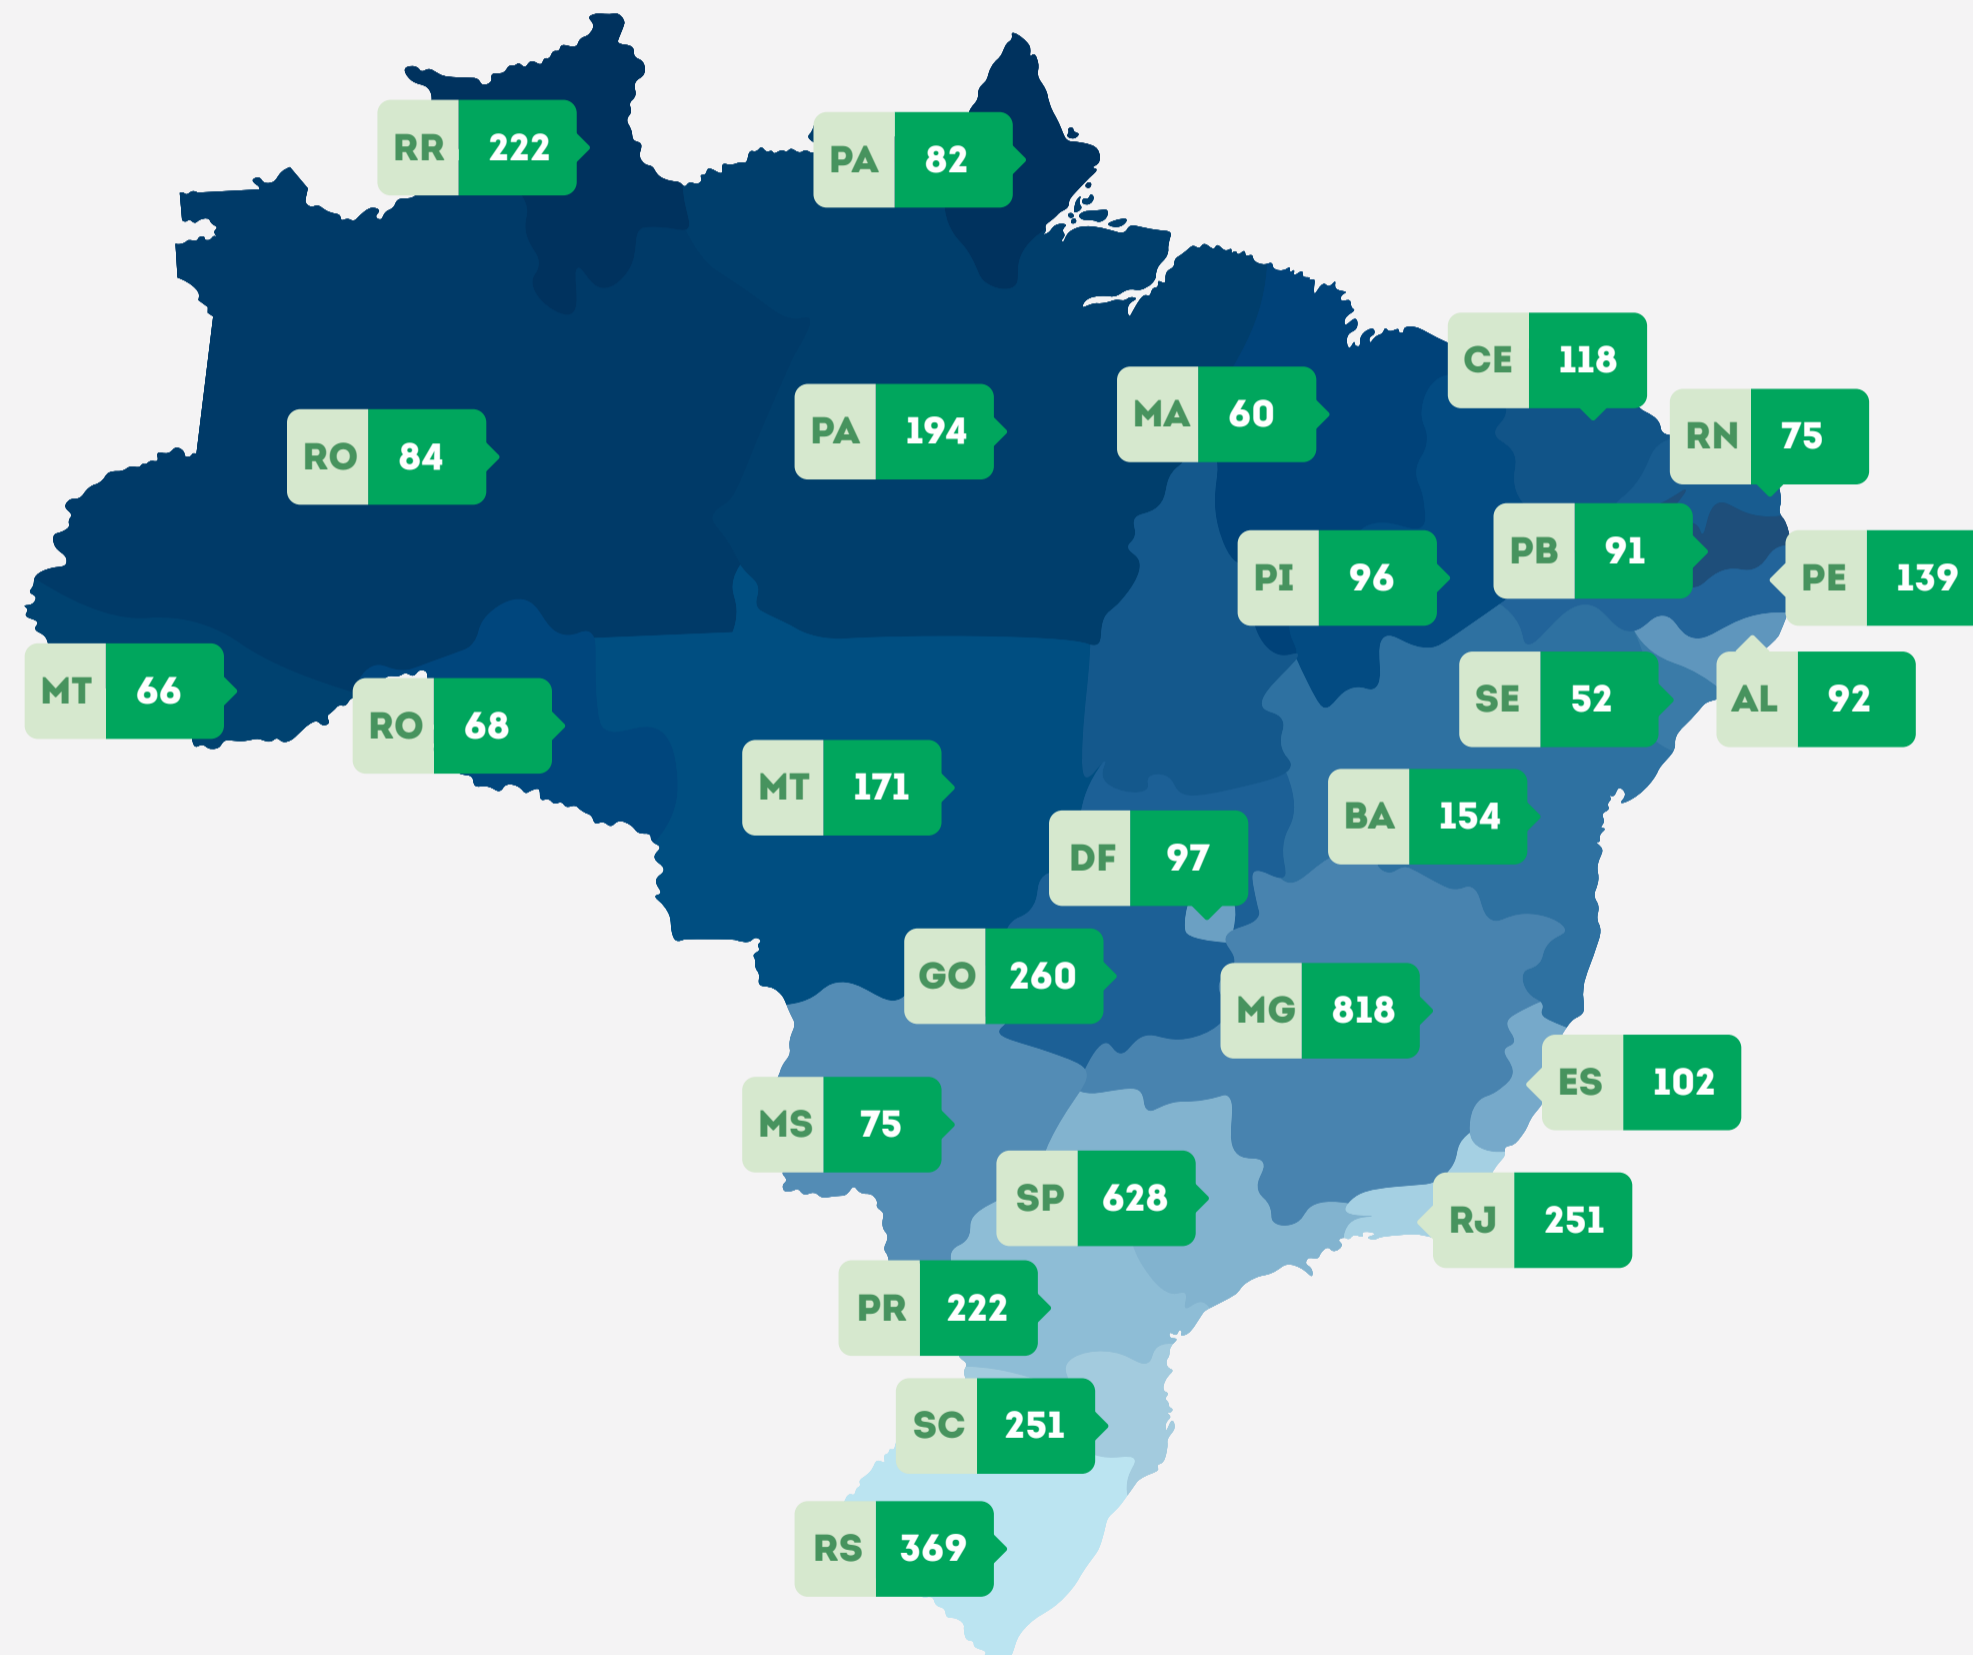 RR 222
PA 82
CE 118
RN 75
MA 60
PA 194
RO 84
PB 91
PI 96
PE 139
MT 66
RO 68
SE 52
AL 92
MT 171
BA 154
DF 97
GO 260
MG 818
ES 102
MS 75
SP 628
RJ 251
PR 222
SC 251
RS 369